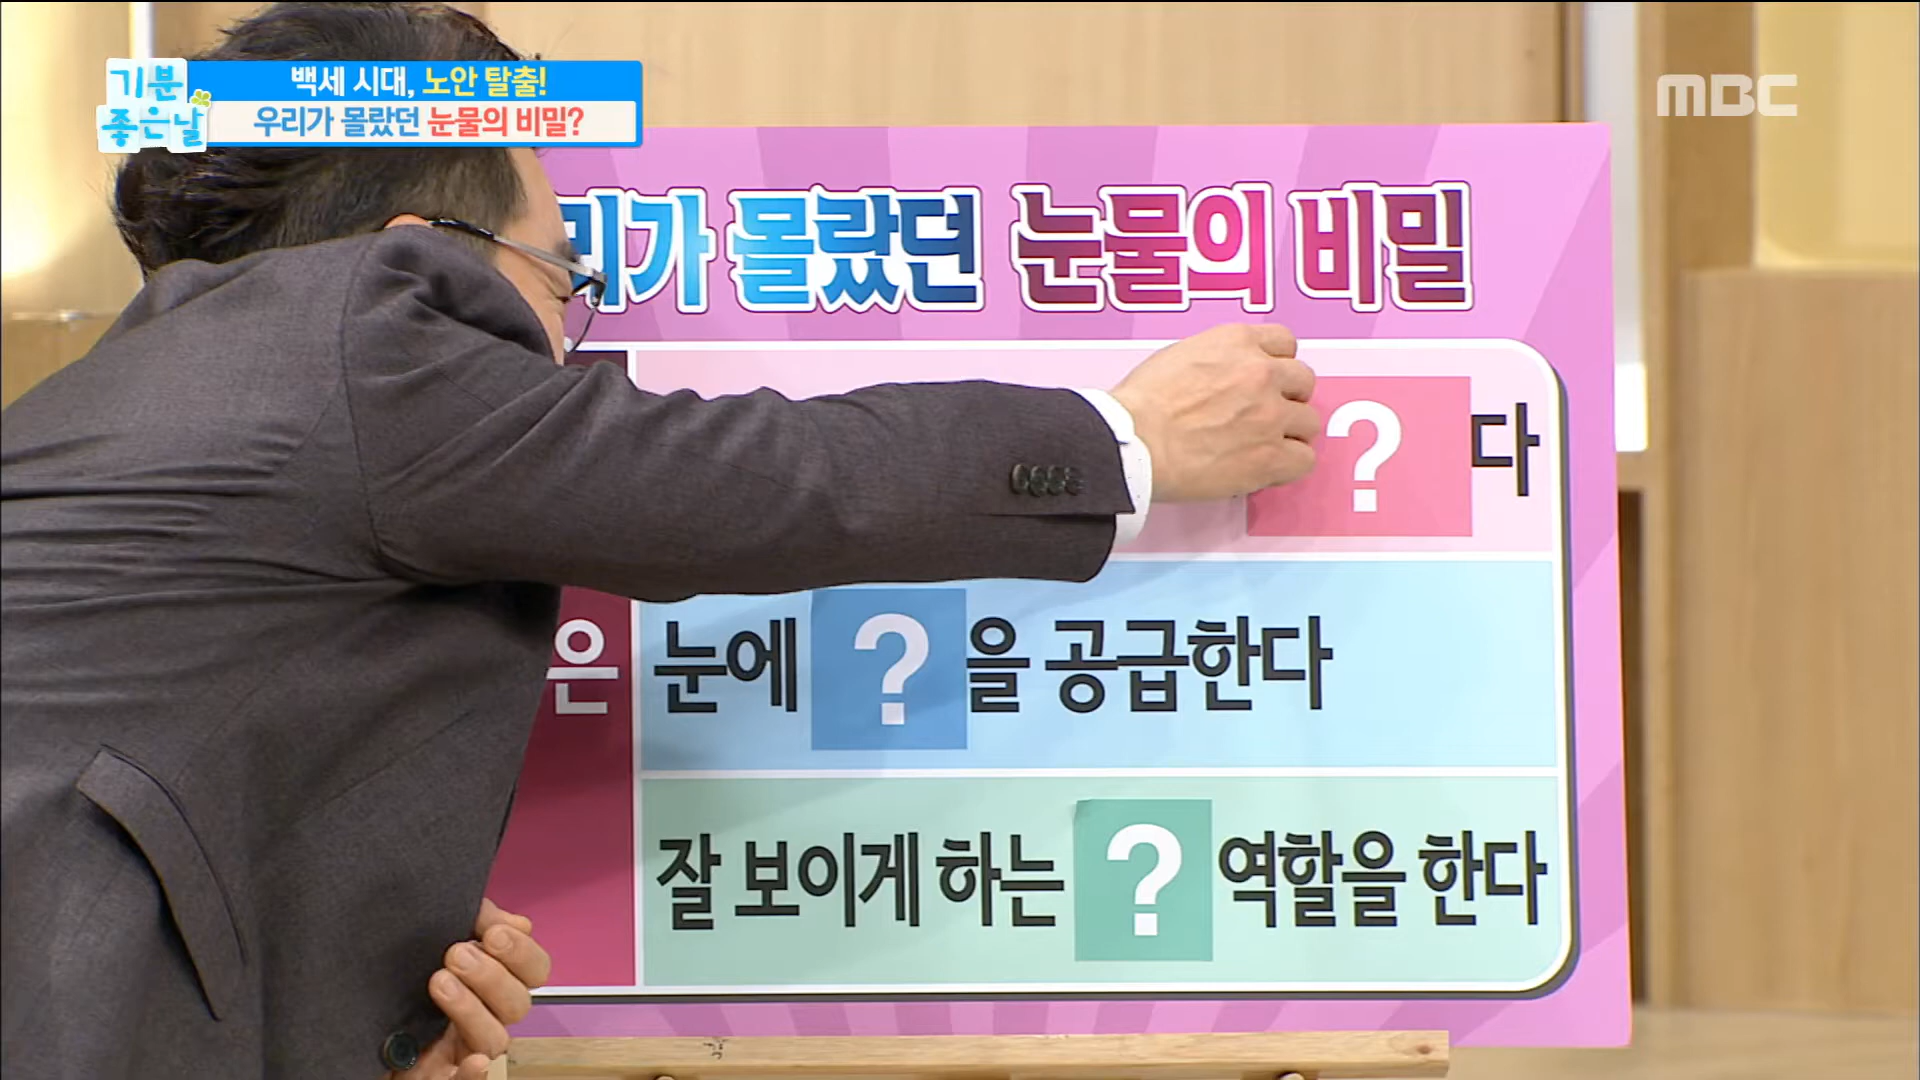 기분
좋은날
백세 시대, 노안 탈출!
우리가 몰랐던 눈물의 비밀?
MBC
리가 몰랐던 눈물의 비밀
? 다
은
눈에 ? 을 공급한다
잘 보이게 하는 ? 역할을 한다